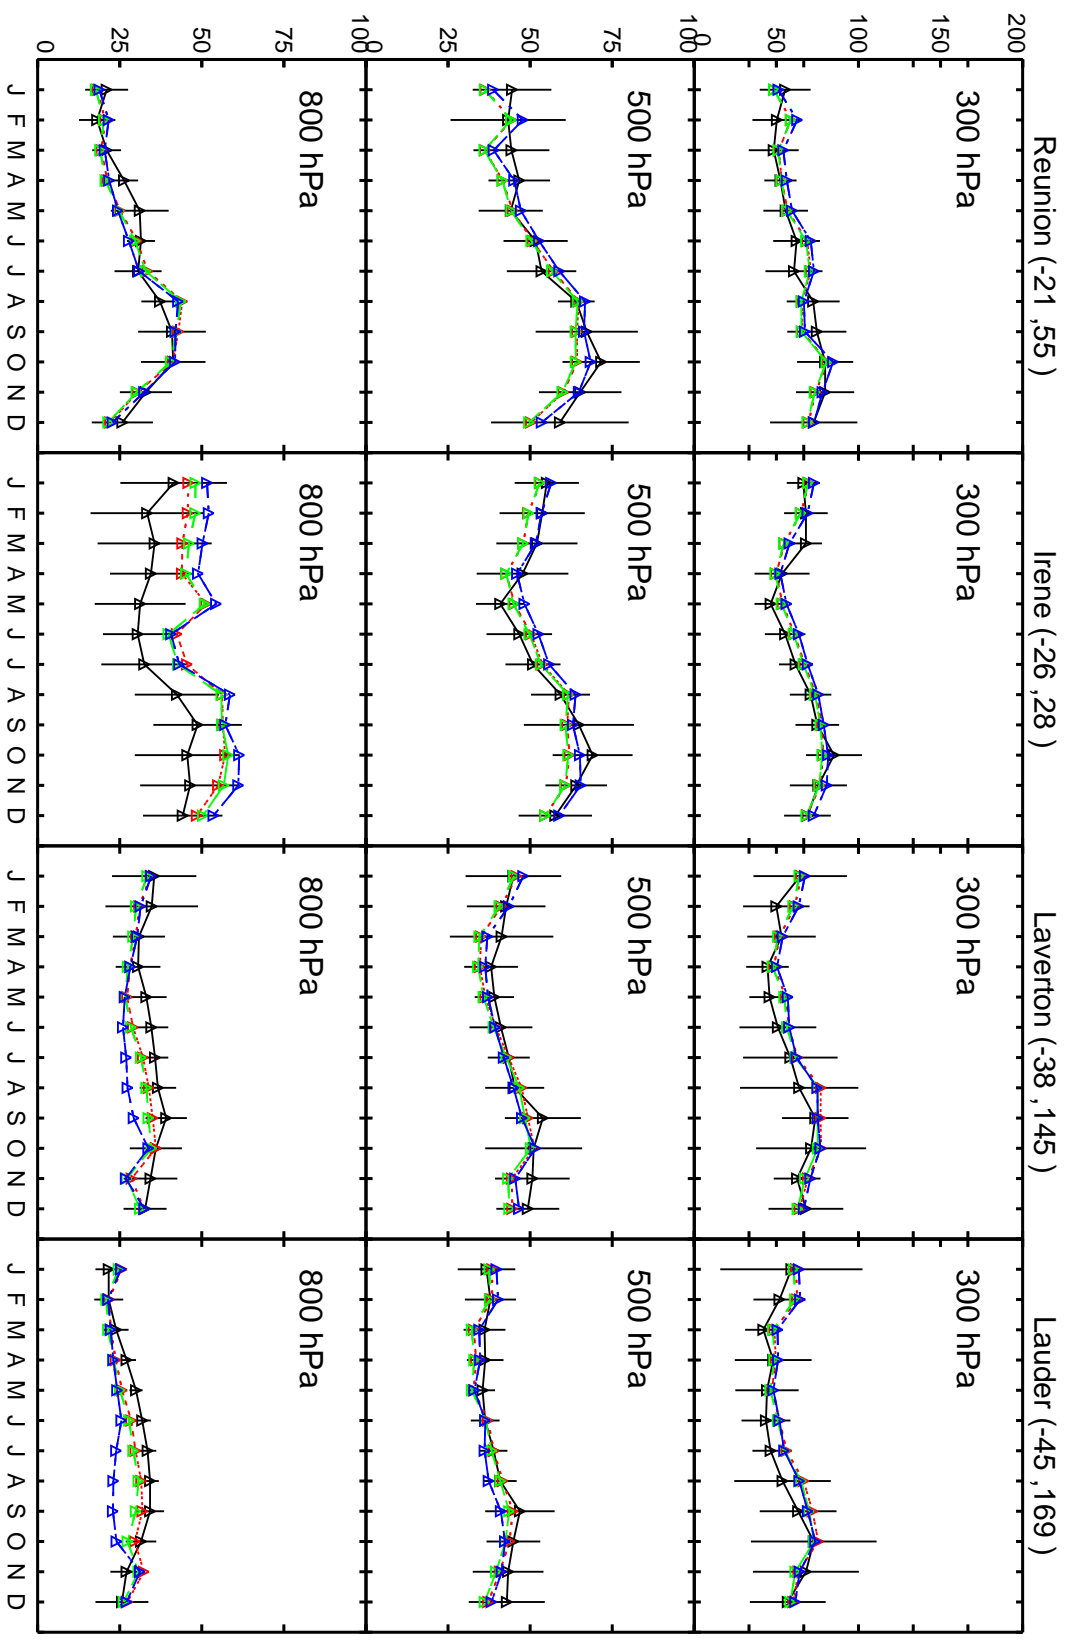 Reunion (-21 ,55 )
Irene (-26 ,28 )
Laverton (-38 ,145 )
Lauder (-45 ,169 )
200
150
100
50
0
300 hPa
300 hPa
300 hPa
300 hPa
100
75
50
25
0
500 hPa
500 hPa
500 hPa
500 hPa
100
75
50
25
0
800 hPa
800 hPa
800 hPa
800 hPa
J F M A M J J A S O N D
J F M A M J J A S O N D
J F M A M J J A S O N D
J F M A M J J A S O N D